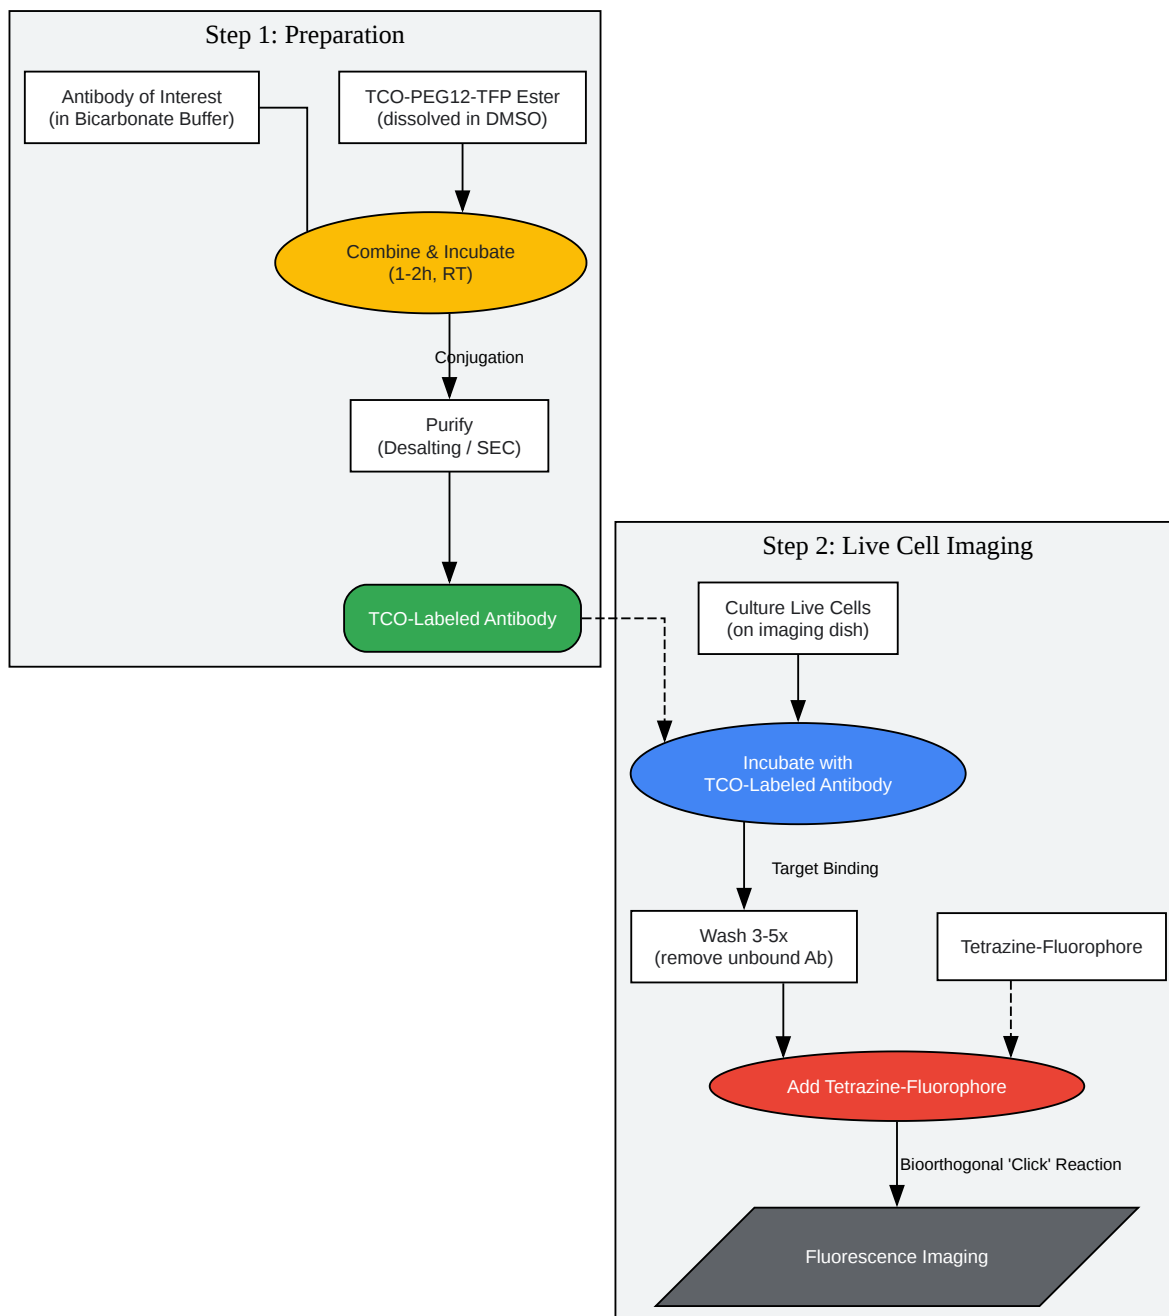 Step 1: Preparation
Antibody of Interest
(in Bicarbonate Buffer)
TCO-PEG12-TFP Ester
(dissolved in DMSO)
Combine & Incubate
(1-2h, RT)
Conjugation
Purify
(Desalting / SEC)
TCO-Labeled Antibody
Step 2: Live Cell Imaging
Culture Live Cells
(on imaging dish)
Incubate with
TCO-Labeled Antibody
Target Binding
Wash 3-5x
(remove unbound Ab)
Tetrazine-Fluorophore
Add Tetrazine-Fluorophore
Bioorthogonal 'Click' Reaction
Fluorescence Imaging